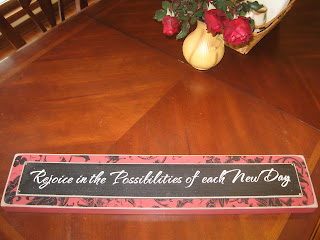 Rejoice in the Possibilities of each New Day